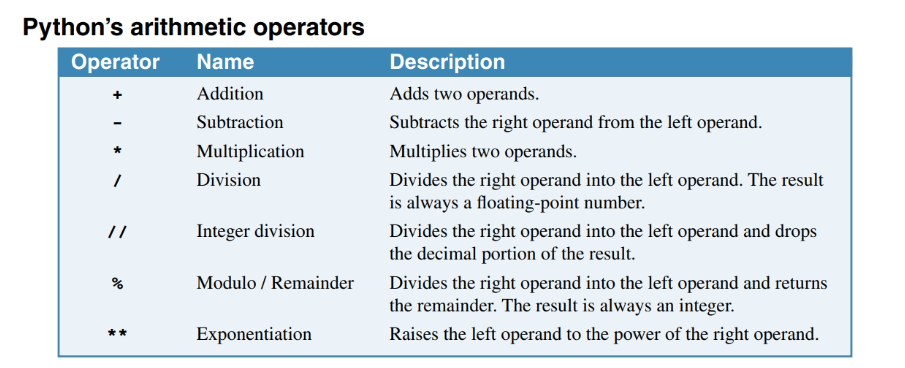 Python's arithmetic operators
Operator Name Description
+ Addition Adds two operands.
– Subtraction Subtracts the right operand from the left operand.
* Multiplication Multiplies two operands.
/ Division Divides the right operand into the left operand. The result
is always a floating-point number.
// Integer division Divides the right operand into the left operand and drops
the decimal portion of the result.
% Modulo / Remainder Divides the right operand into the left operand and returns
the remainder. The result is always an integer.
** Exponentiation Raises the left operand to the power of the right operand.